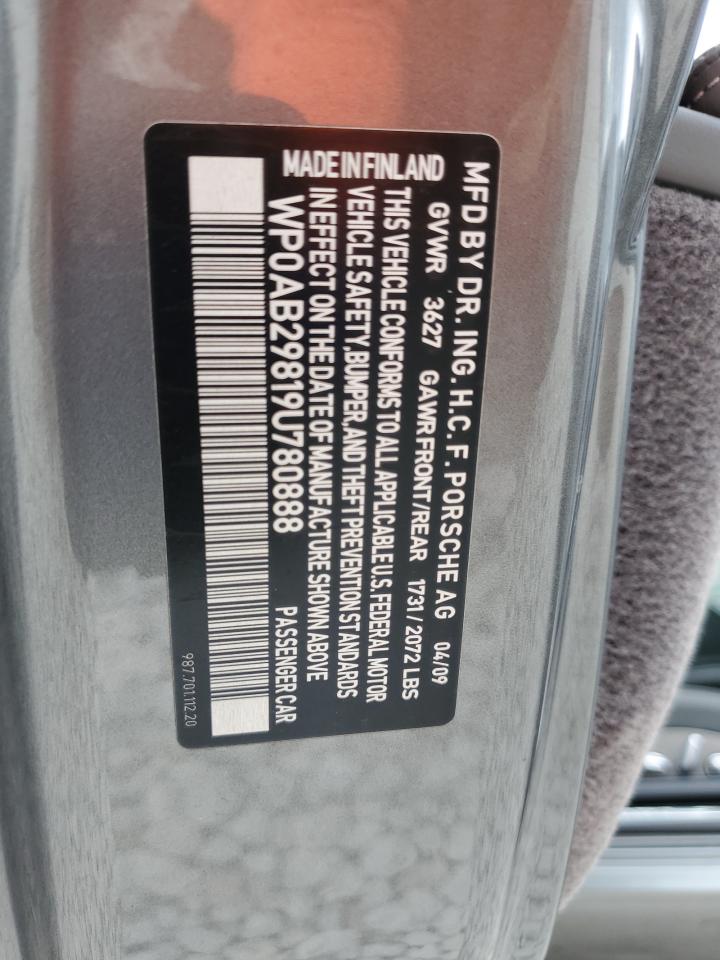 MFD BY DR. ING. H.C. F. PORSCHE AG 04/09
GVWR 3627 GAWR FRONT/REAR 1731/2072 LBS
THIS VEHICLE CONFORMS TO ALL APPLICABLE U.S. FEDERAL MOTOR
VEHICLE SAFETY, BUMPER, AND THEFT PREVENTION STANDARDS
IN EFFECT ON THE DATE OF MANUFACTURE SHOWN ABOVE
MADE IN FINLAND
WP0AB29819U780888 PASSENGER CAR
987.701.112.20